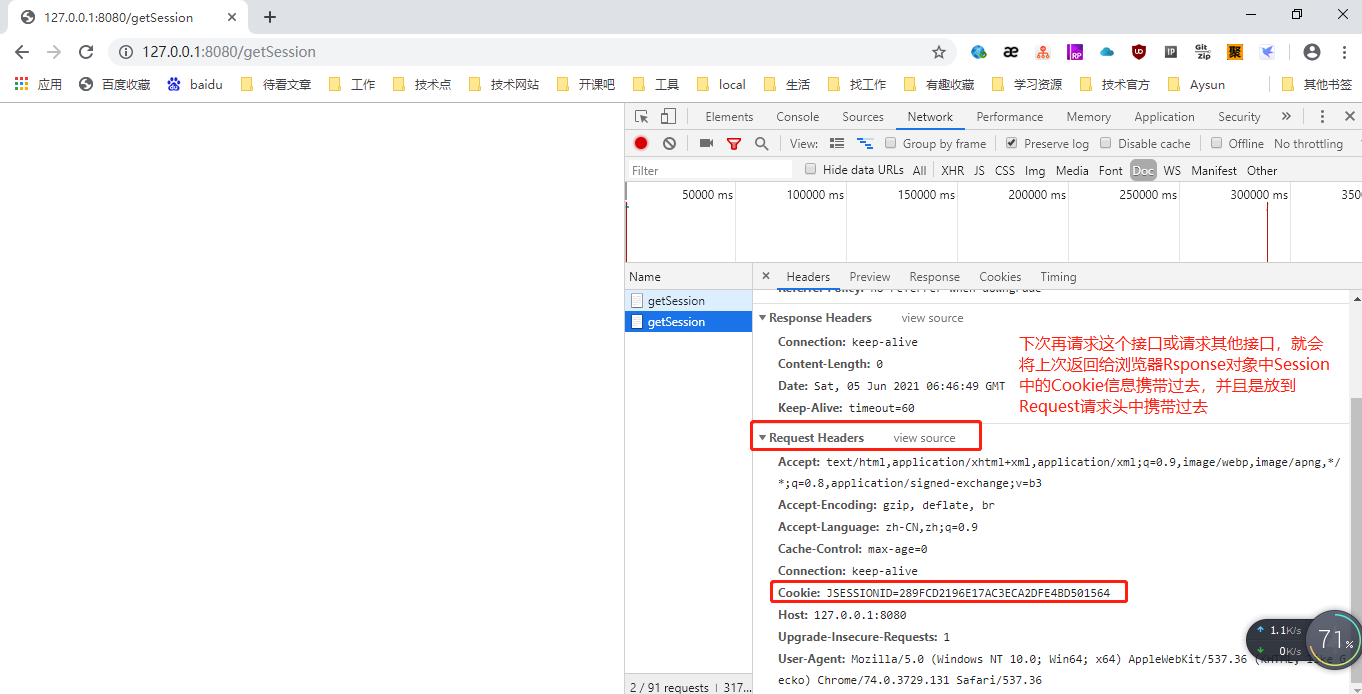 127.0.0.1:8080/getSession
127.0.0.1:8080/getSession
应用 百度收藏 baidu 待看文章 工作 技术点 技术网站 开课吧 工具 local 生活 找工作 有趣收藏 学习资源 技术官方 Aysun 其他书签
Elements Console Sources Network Performance Memory Application Security
View: Group by frame Preserve log Disable cache Offline No throttling
Filter Hide data URLs All XHR JS CSS Img Media Font Doc WS Manifest Other
50000 ms 100000 ms 150000 ms 200000 ms 250000 ms 300000 ms 350
Name
Headers Preview Response Cookies Timing
getSession
getSession
Referrer Policy: no-referrer-when-downgrade
Response Headers view source
Connection: keep-alive
Content-Length: 0
Date: Sat, 05 Jun 2021 06:46:49 GMT
Keep-Alive: timeout=60
下次再请求这个接口或请求其他接口，就会
将上次返回给浏览器Rsponse对象中Session
中的Cookie信息携带过去，并且是放到
Request请求头中携带过去
Request Headers view source
Accept: text/html,application/xhtml+xml,application/xml;q=0.9,image/webp,image/apng,*/
*;q=0.8,application/signed-exchange;v=b3
Accept-Encoding: gzip, deflate, br
Accept-Language: zh-CN,zh;q=0.9
Cache-Control: max-age=0
Connection: keep-alive
Cookie: JSESSIONID=289FCD2196E17AC3ECA2DFE4BD501564
Host: 127.0.0.1:8080
Upgrade-Insecure-Requests: 1
User-Agent: Mozilla/5.0 (Windows NT 10.0; Win64; x64) AppleWebKit/537.36 (KHTML, like G
ecko) Chrome/74.0.3729.131 Safari/537.36
2 / 91 requests 317...
1.1K/s
0K/s
71%